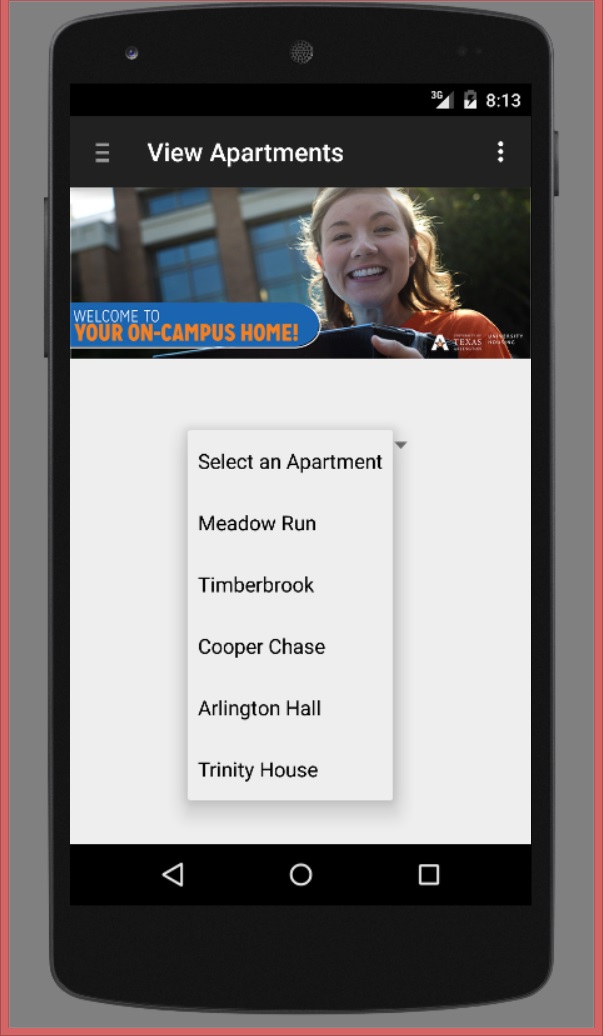 3G 8:13
View Apartments
WELCOME TO
YOUR ON-CAMPUS HOME!
UNIVERSITY OF
TEXAS
ARLINGTON
UNIVERSITY
HOUSING
Select an Apartment
Meadow Run
Timberbrook
Cooper Chase
Arlington Hall
Trinity House